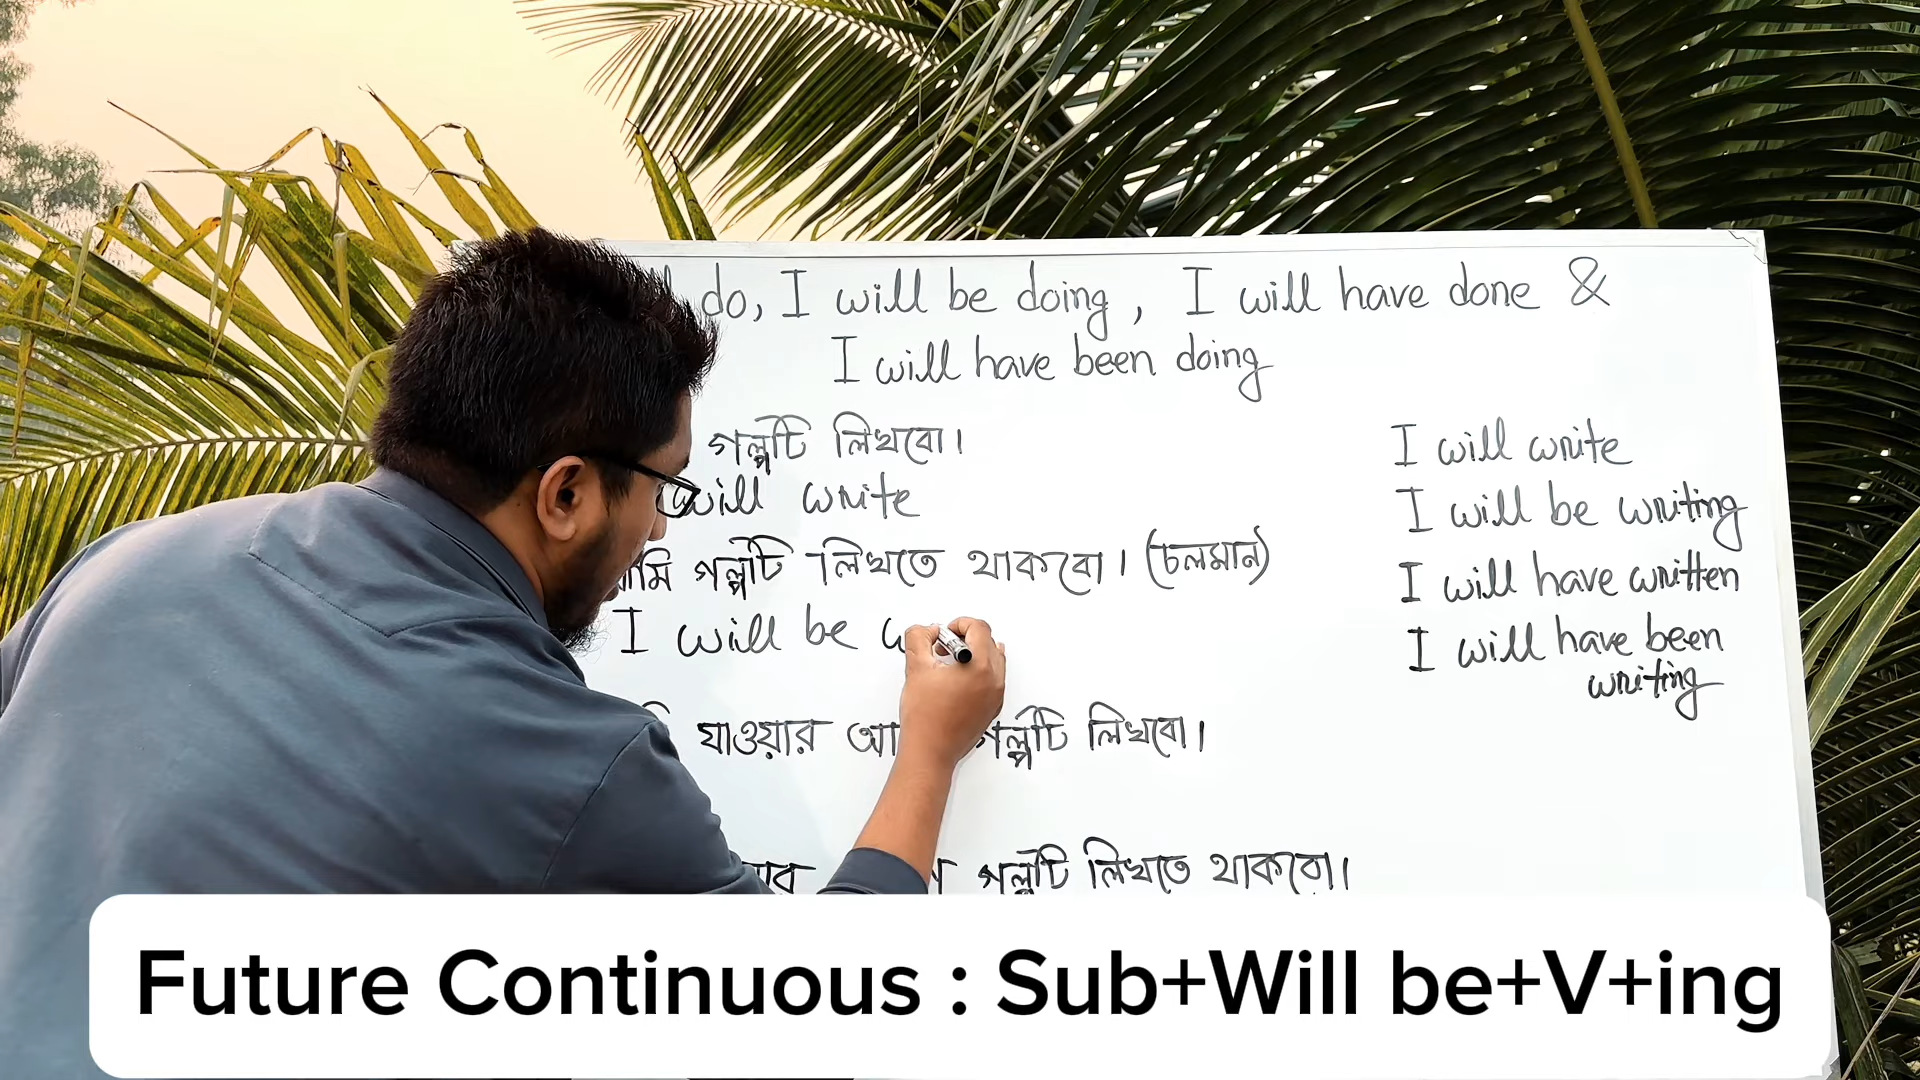 do, I will be doing, I will have done &
I will have been doing
গল্পটি লিখবো।
will write
গল্পটি লিখতে থাকবো। (চলমান)
I will be
যাওয়ার গল্পটি লিখবো।
গল্পটি লিখতে থাকবো।
I will write
I will be writing
I will have written
I will have been
writing
Future Continuous : Sub+Will be+V+ing